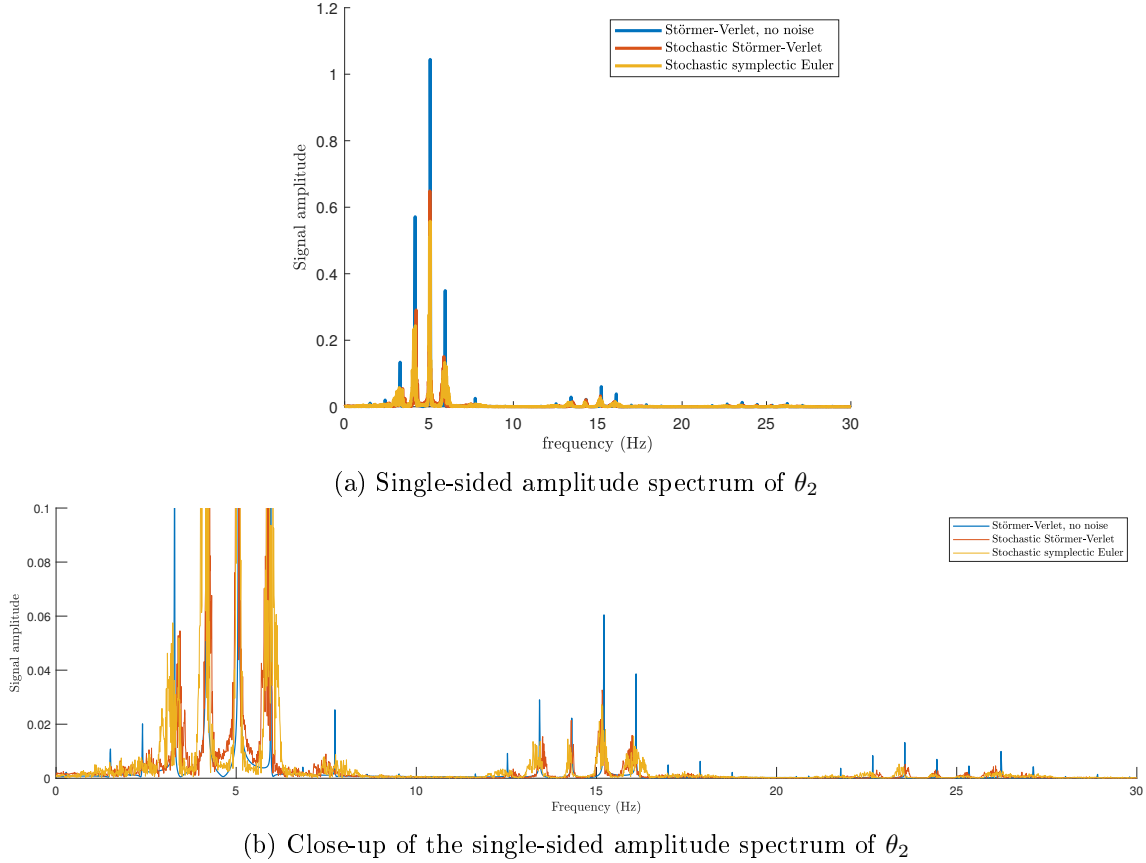 1.2
Störmer-Verlet, no noise
Stochastic Störmer-Verlet
Stochastic symplectic Euler
1
0.8
0.6
0.4
0.2
0
Signal amplitude
0 5 10 15 20 25 30
frequency (Hz)
(a) Single-sided amplitude spectrum of θ₂
0.1
Störmer-Verlet, no noise
Stochastic Störmer-Verlet
Stochastic symplectic Euler
0.08
0.06
0.04
0.02
0
Signal amplitude
0 5 10 15 20 25 30
Frequency (Hz)
(b) Close-up of the single-sided amplitude spectrum of θ₂